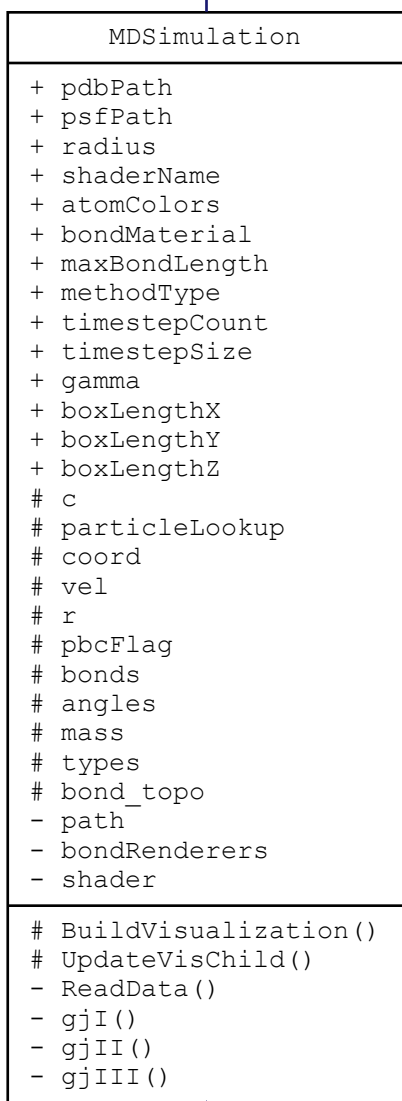 MDSimulation
+ pdbPath
+ psfPath
+ radius
+ shaderName
+ atomColors
+ bondMaterial
+ maxBondLength
+ methodType
+ timestepCount
+ timestepSize
+ gamma
+ boxLengthX
+ boxLengthY
+ boxLengthZ
# c
# particleLookup
# coord
# vel
# r
# pbcFlag
# bonds
# angles
# mass
# types
# bond_topo
- path
- bondRenderers
- shader
# BuildVisualization()
# UpdateVisChild()
- ReadData()
- gjI()
- gjII()
- gjIII()